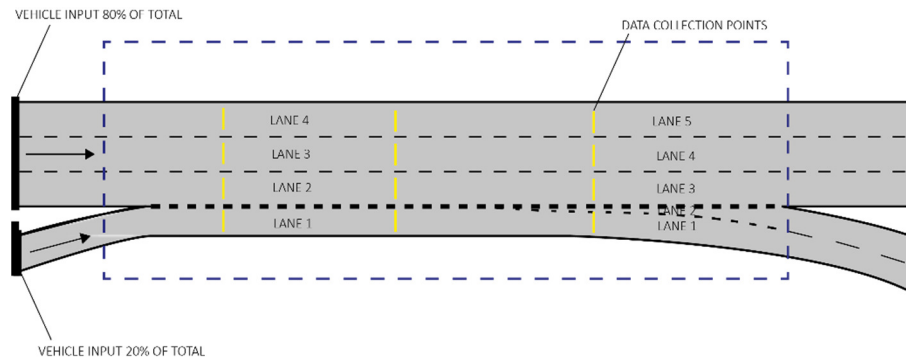 VEHICLE INPUT 80% OF TOTAL
DATA COLLECTION POINTS
LANE 4
LANE 5
LANE 3
LANE 4
LANE 2
LANE 3
LANE 2
LANE 1
LANE 1
VEHICLE INPUT 20% OF TOTAL